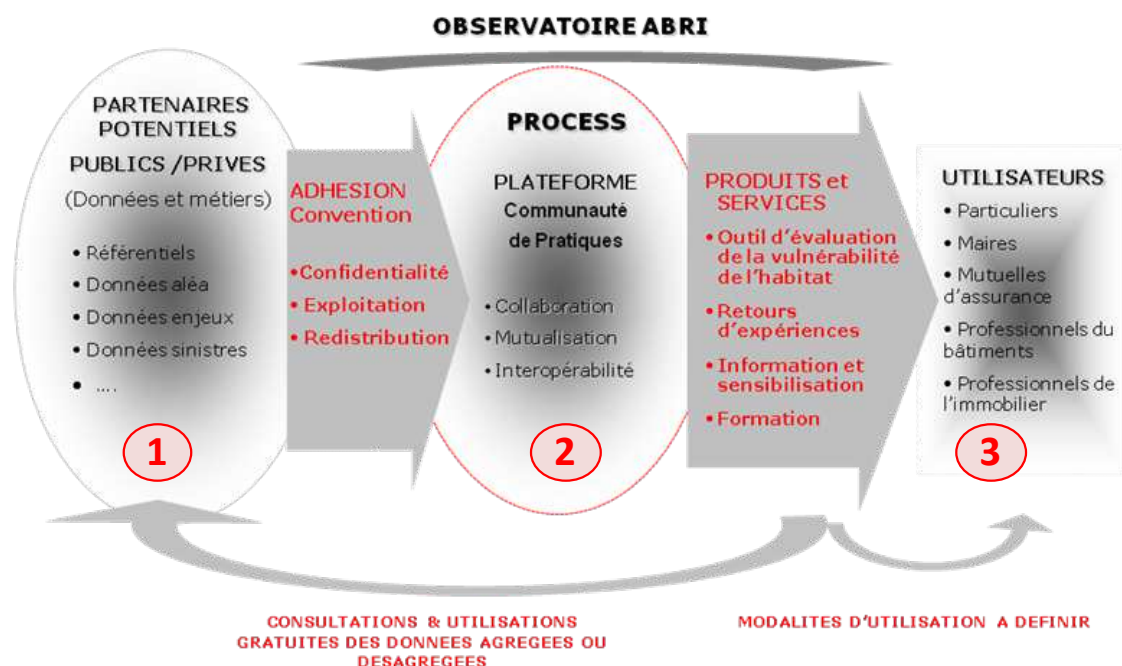 OBSERVATOIRE ABRI
PARTENAIRES
POTENTIELS
PUBLICS /PRIVES
(Données et métiers)
• Référentiels
• Données aléa
• Données enjeux
• Données sinistres
• ....
1
ADHESION
Convention
•Confidentialité
•Exploitation
•Redistribution
PROCESS
PLATEFORME
Communauté
de Pratiques
•Collaboration
•Mutualisation
•Interopérabilité
2
PRODUITS et
SERVICES
•Outil d'évaluation
de la vulnérabilité
de l'habitat
•Retours
d'expériences
•Information et
sensibilisation
•Formation
UTILISATEURS
• Particuliers
• Maires
• Mutuelles
d'assurance
• Professionnels du
bâtiments
• Professionnels de
l'immobilier
3
CONSULTATIONS & UTILISATIONS
GRATUITES DES DONNEES AGREGEES OU
DESAGREGEES
MODALITES D'UTILISATION A DEFINIR